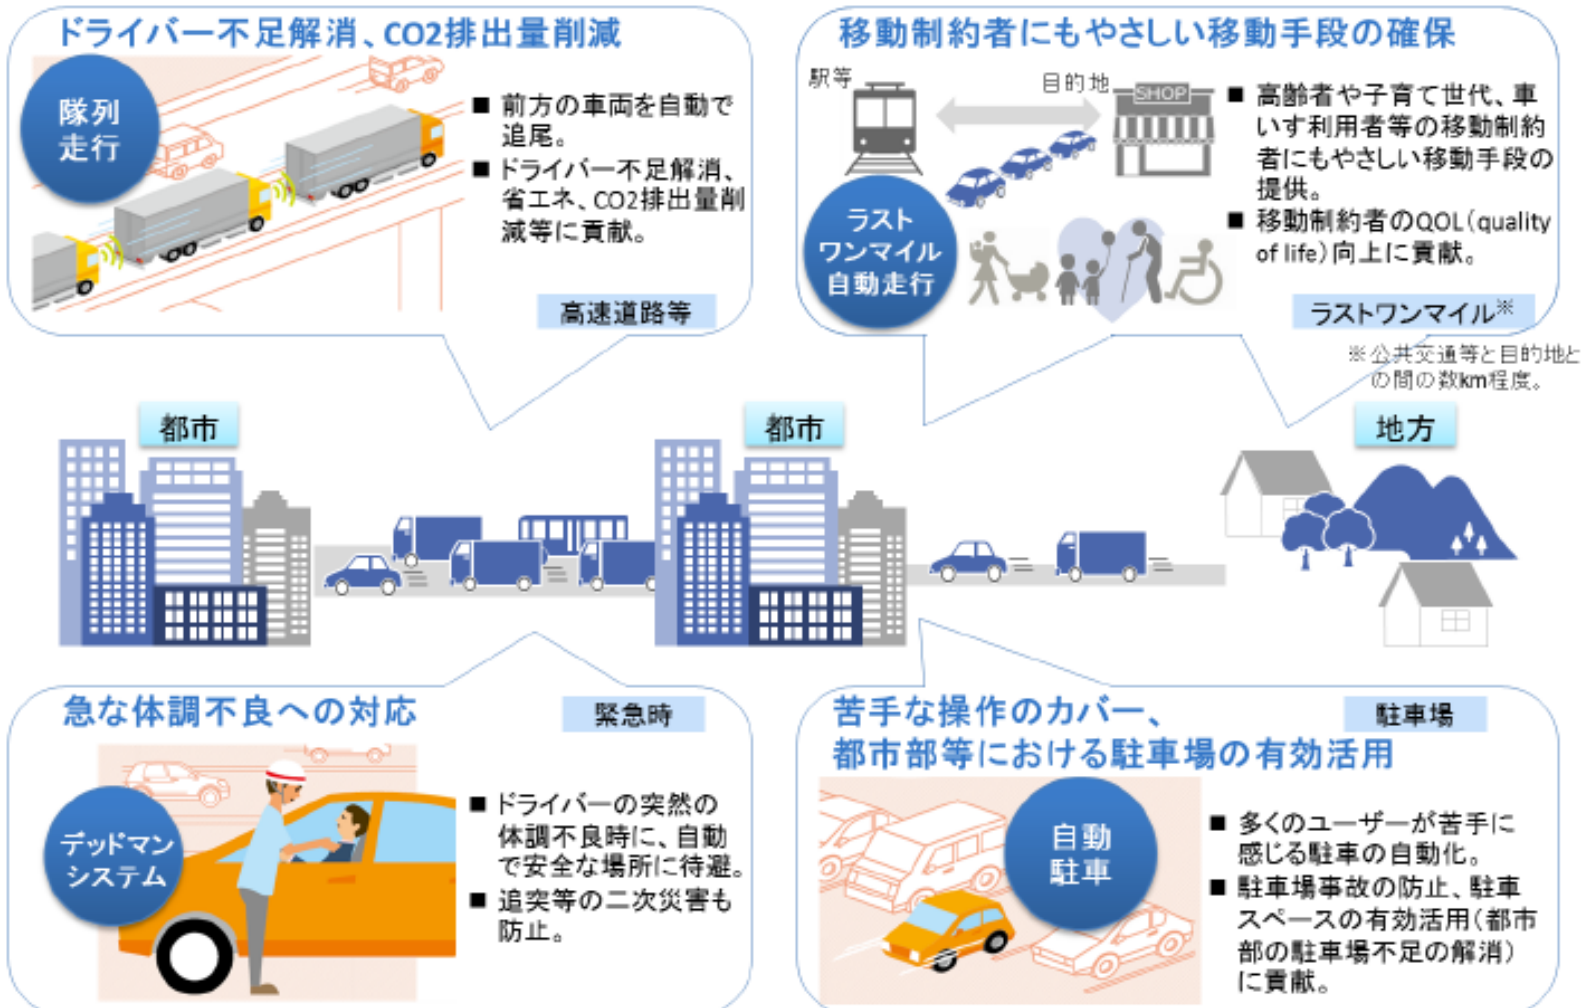 ドライバー不足解消、CO2排出量削減
隊列
走行
■ 前方の車両を自動で
追尾。
■ ドライバー不足解消、
省エネ、CO2排出量削
減等に貢献。
高速道路等
移動制約者にもやさしい移動手段の確保
駅等
目的地
SHOP
ラスト
ワンマイル
自動走行
■ 高齢者や子育て世代、車
いす利用者等の移動制約
者にもやさしい移動手段の
提供。
■ 移動制約者のQOL(quality
of life)向上に貢献。
ラストワンマイル※
※公共交通等と目的地と
の間の数km程度。
都市
都市
地方
急な体調不良への対応
緊急時
デッドマン
システム
■ ドライバーの突然の
体調不良時に、自動
で安全な場所に待避。
■ 追突等の二次災害も
防止。
苦手な操作のカバー、
都市部等における駐車場の有効活用
駐車場
自動
駐車
■ 多くのユーザーが苦手に
感じる駐車の自動化。
■ 駐車場事故の防止、駐車
スペースの有効活用(都市
部の駐車場不足の解消)
に貢献。